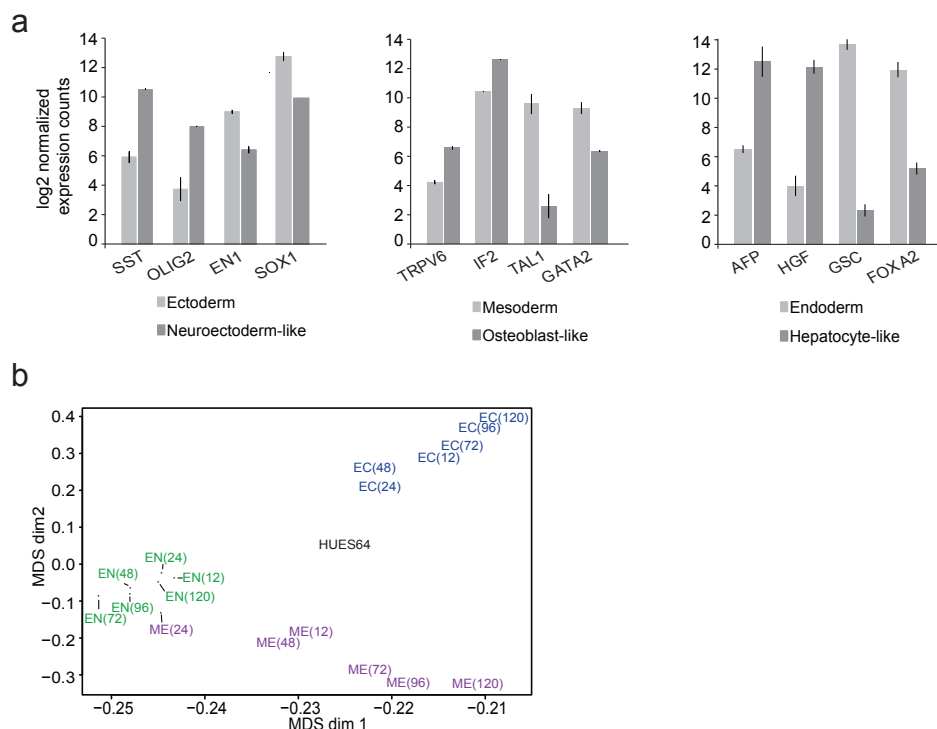 a
log2 normalized
expression counts
14
12
10
8
6
4
2
0
SST
OLIG2
EN1
SOX1
Ectoderm
Neuroectoderm-like
14
12
10
8
6
4
2
0
TRPV6
IF2
TAL1
GATA2
Mesoderm
Osteoblast-like
14
12
10
8
6
4
2
0
AFP
HGF
GSC
FOXA2
Endoderm
Hepatocyte-like
b
MDS dim2
0.4
0.3
0.2
0.1
0.0
−0.1
−0.2
−0.3
EC(120)
EC(96)
EC(72)
EC(12)
EC(48)
EC(24)
HUES64
EN(24)
EN(48)
EN(12)
EN(120)
EN(96)
EN(72)
ME(24)
ME(12)
ME(48)
ME(72)
ME(96)
ME(120)
−0.25
−0.24
−0.23
−0.22
−0.21
MDS dim 1